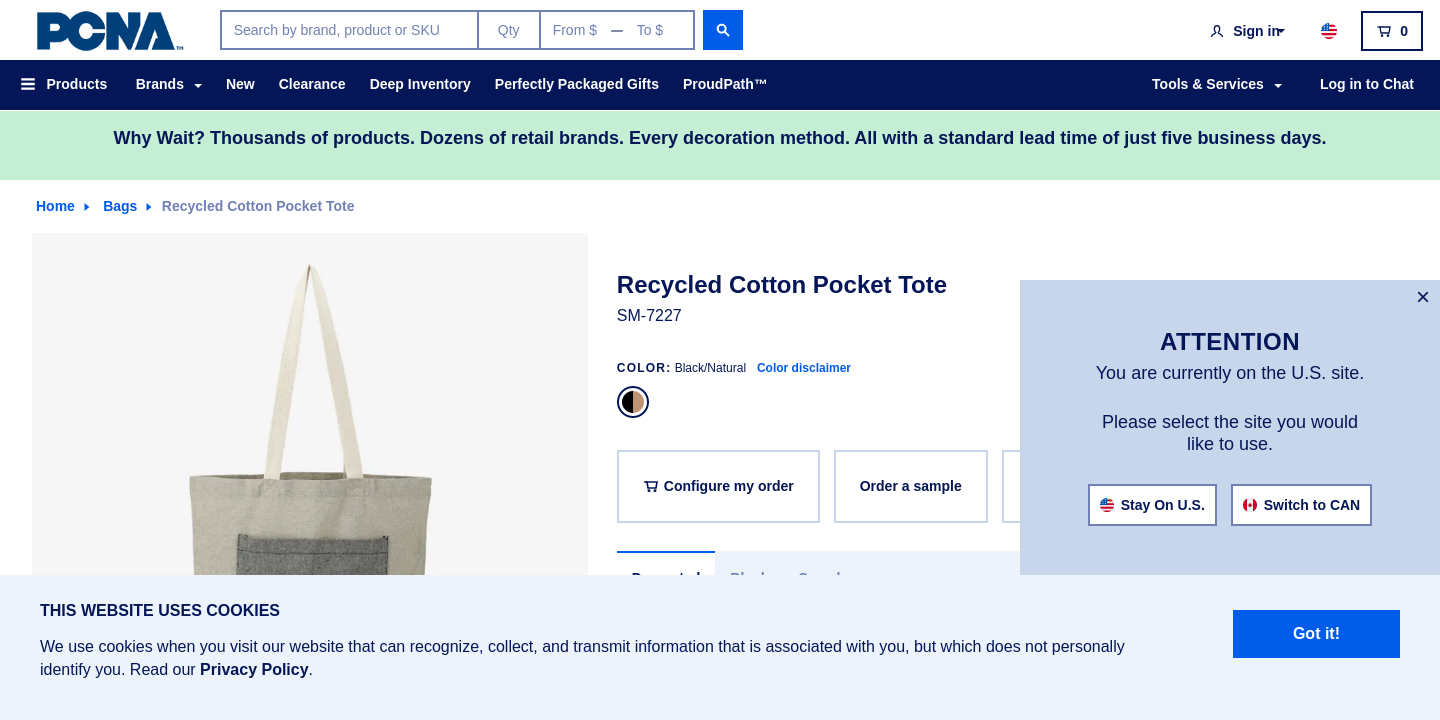 PCNA™
Search by brand, product or SKU
Qty
From $ — To $
Sign in
0
Products
Brands
New
Clearance
Deep Inventory
Perfectly Packaged Gifts
ProudPath™
Tools & Services
Log in to Chat
Why Wait? Thousands of products. Dozens of retail brands. Every decoration method. All with a standard lead time of just five business days.
Home
Bags
Recycled Cotton Pocket Tote
Recycled Cotton Pocket Tote
SM-7227
COLOR: Black/Natural Color disclaimer
Configure my order
Order a sample
ATTENTION
You are currently on the U.S. site.
Please select the site you would
like to use.
Stay On U.S.
Switch to CAN
THIS WEBSITE USES COOKIES
We use cookies when you visit our website that can recognize, collect, and transmit information that is associated with you, but which does not personally
identify you. Read our Privacy Policy.
Got it!